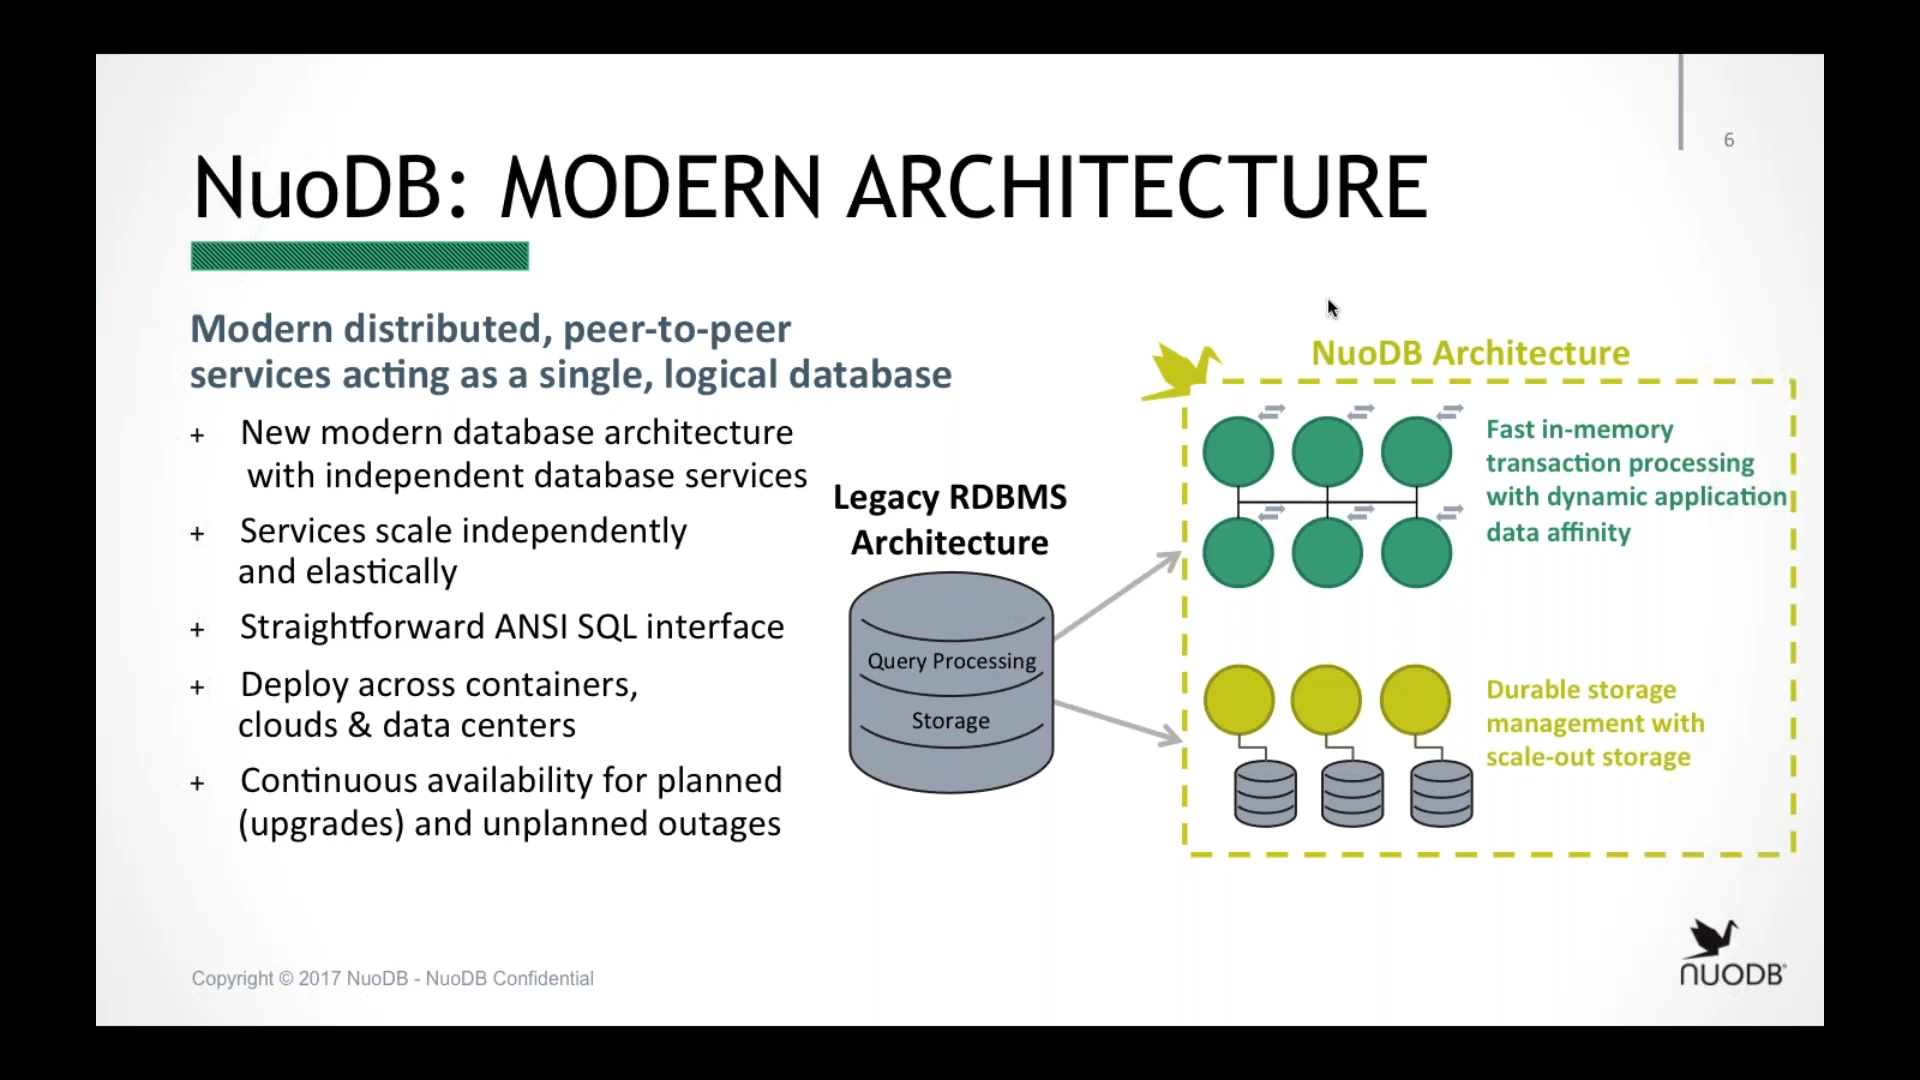 6
NuoDB: MODERN ARCHITECTURE
Modern distributed, peer-to-peer
services acting as a single, logical database
+ New modern database architecture
with independent database services
+ Services scale independently
and elastically
+ Straightforward ANSI SQL interface
+ Deploy across containers,
clouds & data centers
+ Continuous availability for planned
(upgrades) and unplanned outages
Legacy RDBMS
Architecture
Query Processing
Storage
NuoDB Architecture
Fast in-memory
transaction processing
with dynamic application
data affinity
Durable storage
management with
scale-out storage
Copyright © 2017 NuoDB - NuoDB Confidential
NUODB